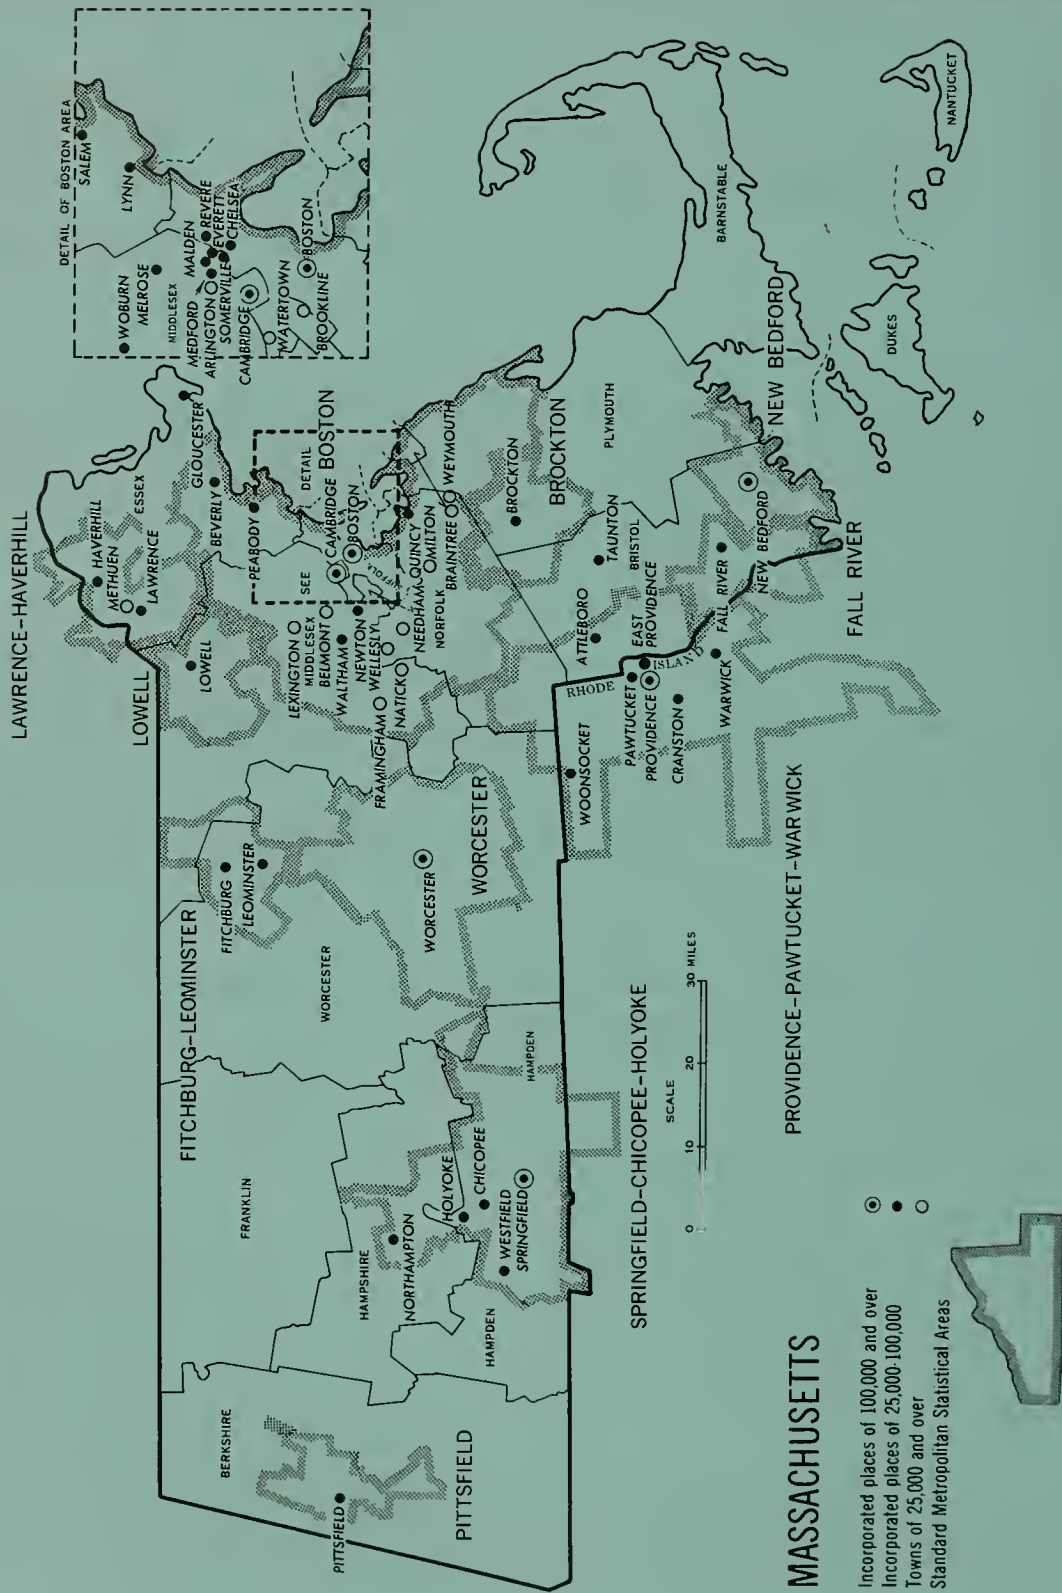 MASSACHUSETTS
Incorporated places of 100,000 and over
Incorporated places of 25,000-100,000
Towns of 25,000 and over
Standard Metropolitan Statistical Areas
SCALE
0 10 20 30 MILES
DETAIL OF BOSTON AREA
SALEM
LYNN
WOBURN
MELROSE
MIDDLESEX
MALDEN
REVERE
EVERETT
CHELSEA
MEDFORD
ARLINGTON
SOMERVILLE
CAMBRIDGE
BOSTON
WATERTOWN
BROOKLINE
LAWRENCE-HAVERHILL
HAVERHILL
METHUEN
LAWRENCE
ESSEX
GLOUCESTER
BEVERLY
PEABODY
LOWELL
LOWELL
SEE
DETAIL
BOSTON
CAMBRIDGE
BOSTON
SUFFOLK
LEXINGTON
MIDDLESEX
BELMONT
WALTHAM
NEWTON
WELLESLY
NATICK
FRAMINGHAM
NEEDHAM
NORFOLK
QUINCY
MILTON
BRAINTREE
WEYMOUTH
BROCKTON
BROCKTON
PLYMOUTH
TAUNTON
BRISTOL
ATTLEBORO
EAST
PROVIDENCE
FALL RIVER
NEW BEDFORD
NEW BEDFORD
FALL RIVER
BARNSTABLE
DUKES
NANTUCKET
RHODE
ISLAND
WOONSOCKET
PAWTUCKET
PROVIDENCE
CRANSTON
WARWICK
PROVIDENCE-PAWTUCKET-WARWICK
FITCHBURG-LEOMINSTER
FITCHBURG
LEOMINSTER
WORCESTER
WORCESTER
WORCESTER
FRANKLIN
HAMPSHIRE
NORTHAMPTON
HOLYOKE
CHICOPEE
WESTFIELD
SPRINGFIELD
HAMPDEN
HAMPDEN
SPRINGFIELD-CHICOPEE-HOLYOKE
BERKSHIRE
PITTSFIELD
PITTSFIELD